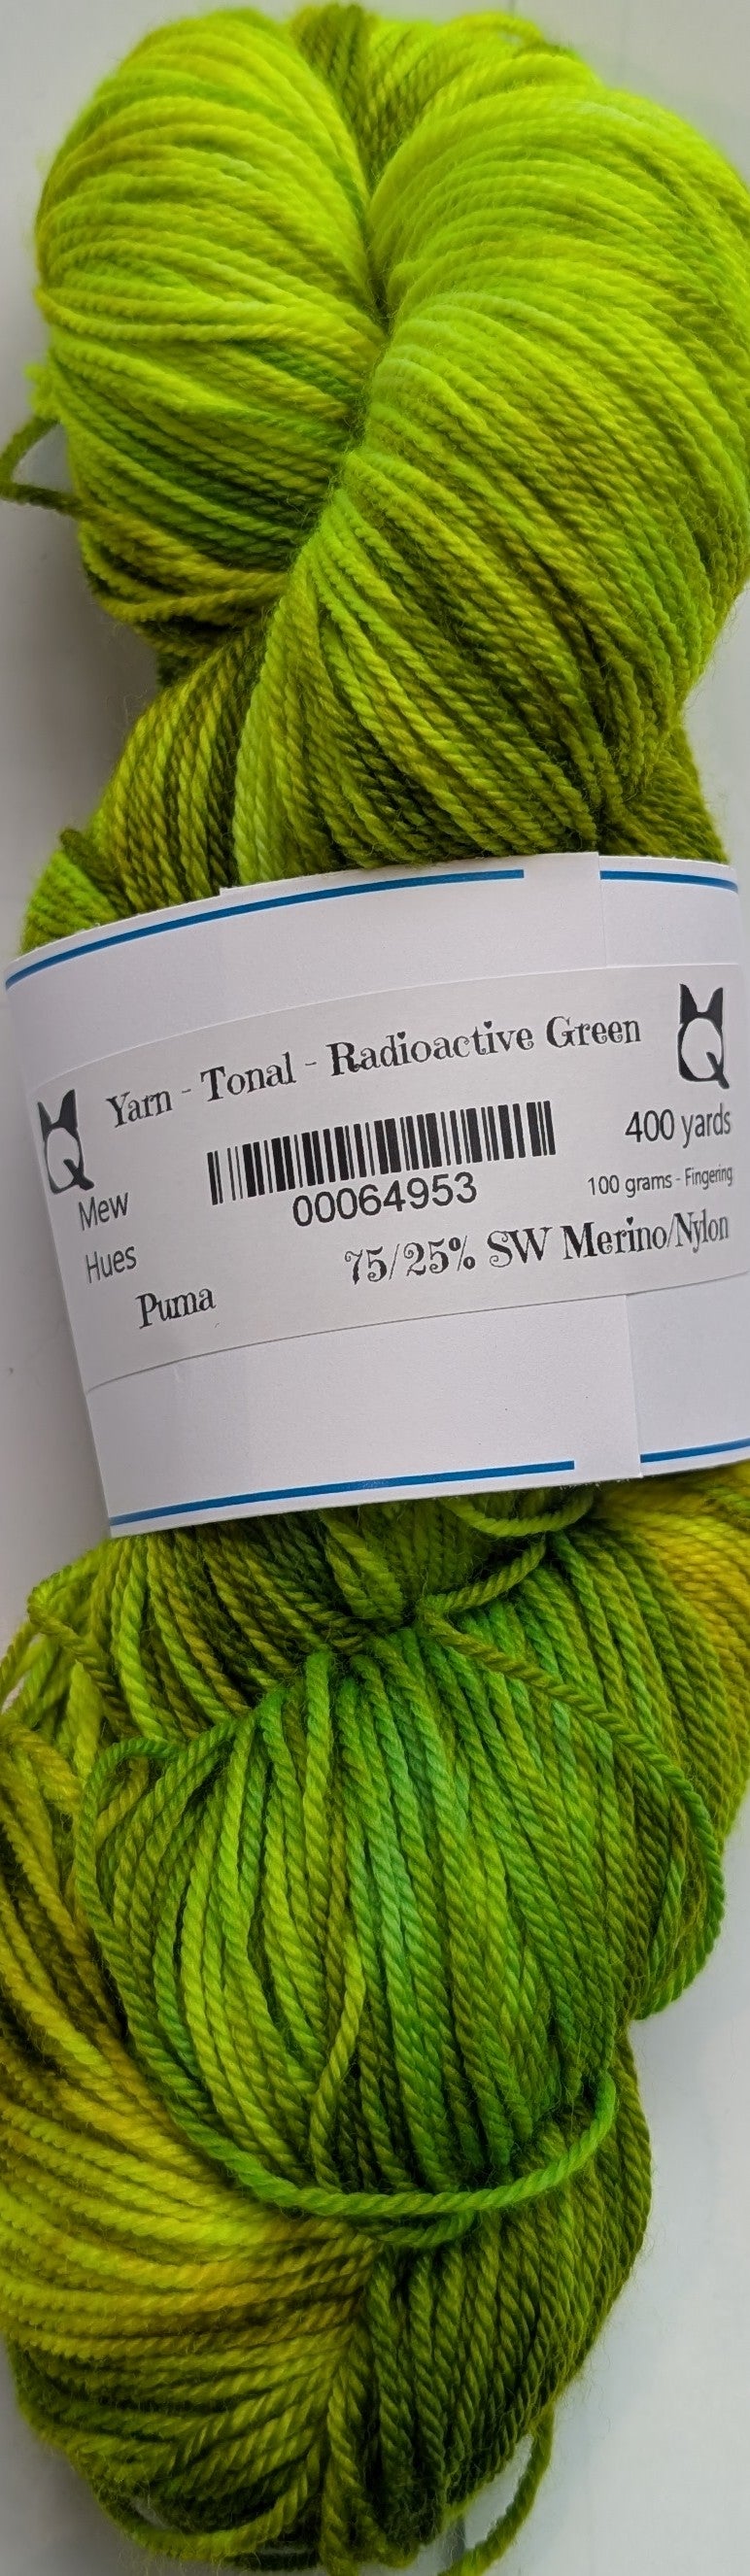 Yarn - Tonal - Radioactive Green
00064953
400 yards
100 grams - Fingering
Mew
Hues
75/25% SW Merino/Nylon
Puma